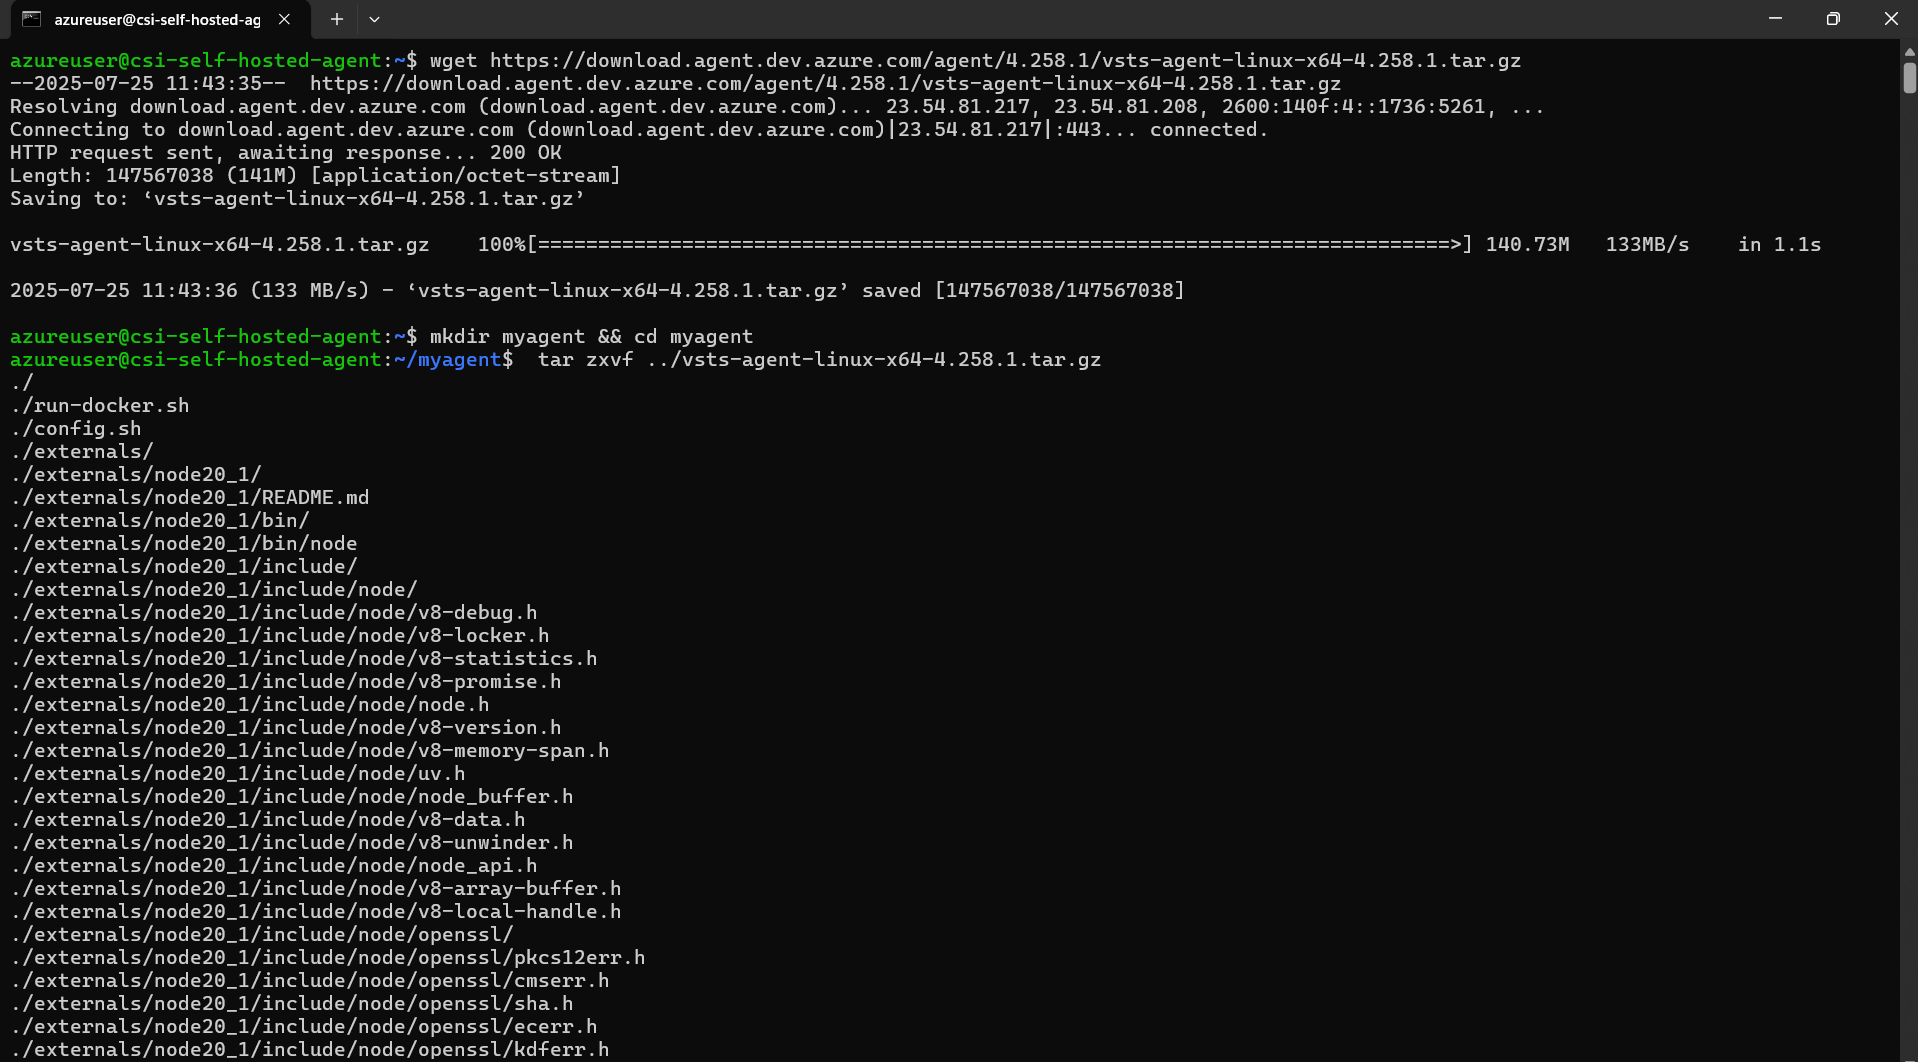 azureuser@csi-self-hosted-ag
azureuser@csi-self-hosted-agent:~$ wget https://download.agent.dev.azure.com/agent/4.258.1/vsts-agent-linux-x64-4.258.1.tar.gz
--2025-07-25 11:43:35--  https://download.agent.dev.azure.com/agent/4.258.1/vsts-agent-linux-x64-4.258.1.tar.gz
Resolving download.agent.dev.azure.com (download.agent.dev.azure.com)... 23.54.81.217, 23.54.81.208, 2600:140f:4::1736:5261, ...
Connecting to download.agent.dev.azure.com (download.agent.dev.azure.com)|23.54.81.217|:443... connected.
HTTP request sent, awaiting response... 200 OK
Length: 147567038 (141M) [application/octet-stream]
Saving to: ‘vsts-agent-linux-x64-4.258.1.tar.gz’
vsts-agent-linux-x64-4.258.1.tar.gz    100%[============================================================================>] 140.73M   133MB/s    in 1.1s
2025-07-25 11:43:36 (133 MB/s) - ‘vsts-agent-linux-x64-4.258.1.tar.gz’ saved [147567038/147567038]
azureuser@csi-self-hosted-agent:~$ mkdir myagent && cd myagent
azureuser@csi-self-hosted-agent:~/myagent$  tar zxvf ../vsts-agent-linux-x64-4.258.1.tar.gz
./
./run-docker.sh
./config.sh
./externals/
./externals/node20_1/
./externals/node20_1/README.md
./externals/node20_1/bin/
./externals/node20_1/bin/node
./externals/node20_1/include/
./externals/node20_1/include/node/
./externals/node20_1/include/node/v8-debug.h
./externals/node20_1/include/node/v8-locker.h
./externals/node20_1/include/node/v8-statistics.h
./externals/node20_1/include/node/v8-promise.h
./externals/node20_1/include/node/node.h
./externals/node20_1/include/node/v8-version.h
./externals/node20_1/include/node/v8-memory-span.h
./externals/node20_1/include/node/uv.h
./externals/node20_1/include/node/node_buffer.h
./externals/node20_1/include/node/v8-data.h
./externals/node20_1/include/node/v8-unwinder.h
./externals/node20_1/include/node/node_api.h
./externals/node20_1/include/node/v8-array-buffer.h
./externals/node20_1/include/node/v8-local-handle.h
./externals/node20_1/include/node/openssl/
./externals/node20_1/include/node/openssl/pkcs12err.h
./externals/node20_1/include/node/openssl/cmserr.h
./externals/node20_1/include/node/openssl/sha.h
./externals/node20_1/include/node/openssl/ecerr.h
./externals/node20_1/include/node/openssl/kdferr.h